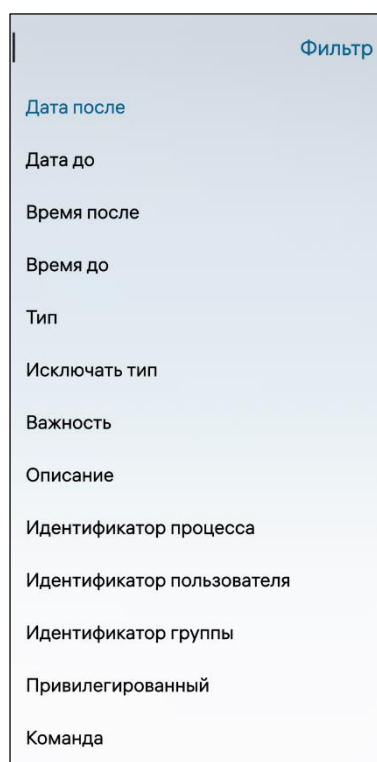 Фильтр
Дата после
Дата до
Время после
Время до
Тип
Исключать тип
Важность
Описание
Идентификатор процесса
Идентификатор пользователя
Идентификатор группы
Привилегированный
Команда